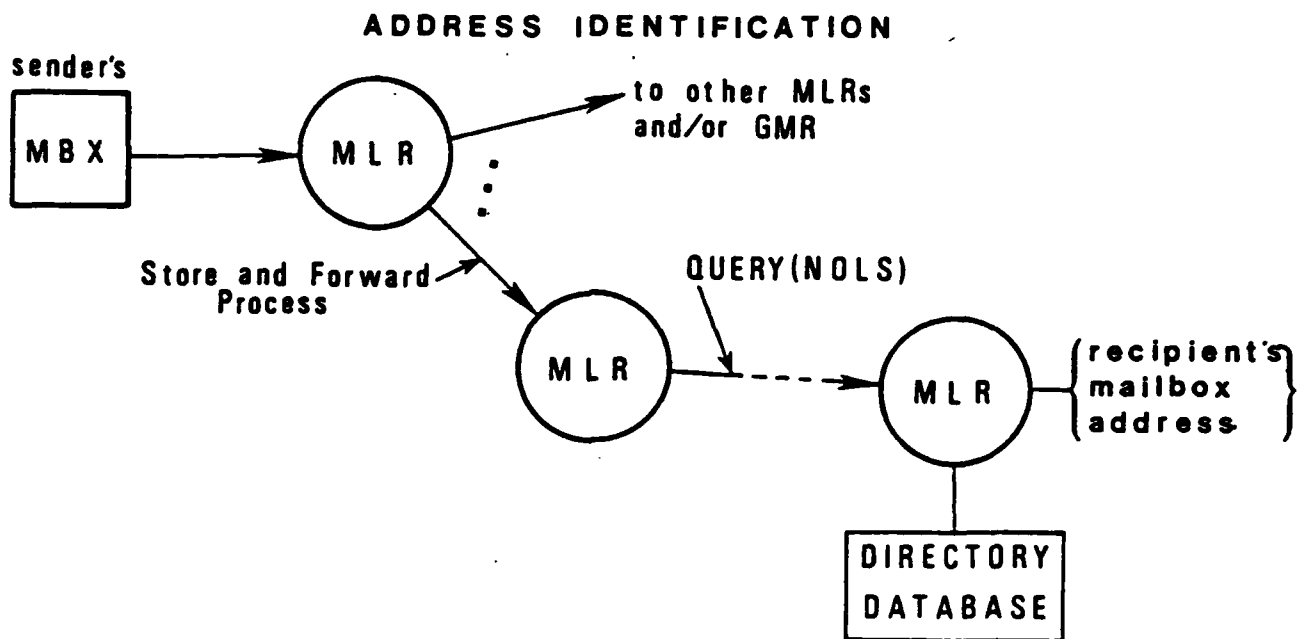 ADDRESS IDENTIFICATION
sender's
MBX
MLR
to other MLRs
and/or GMR
Store and Forward
Process
MLR
QUERY(NOLS)
MLR
recipient's
mailbox
address
DIRECTORY
DATABASE